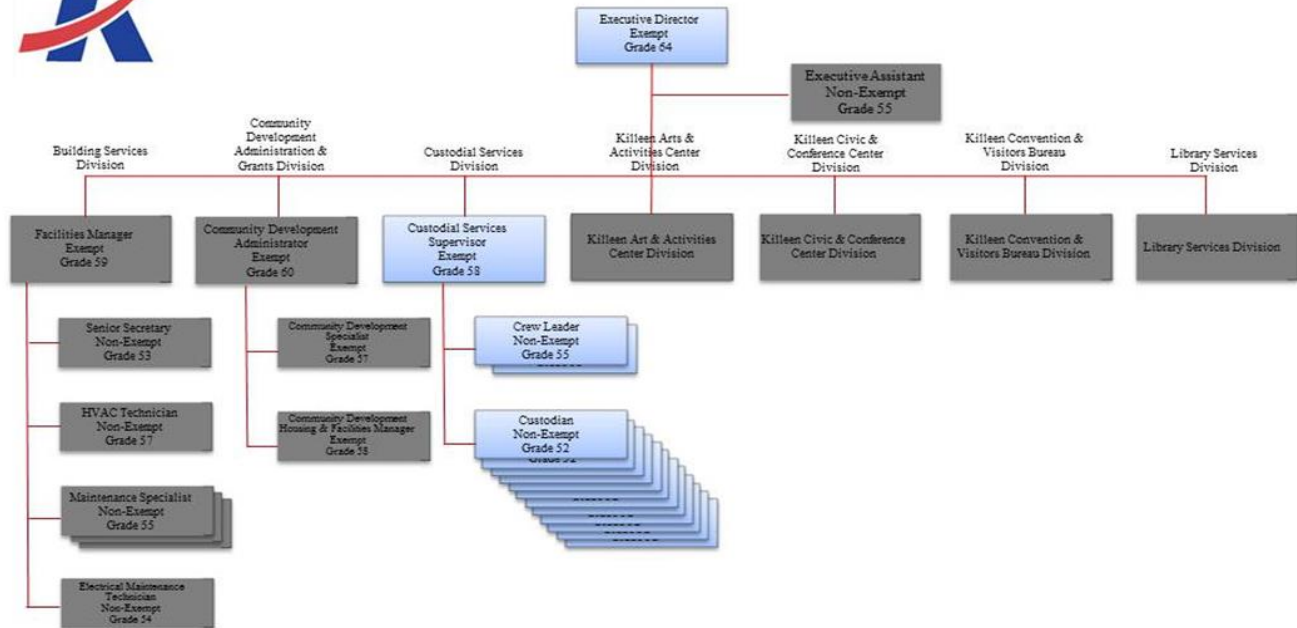 Executive Director
Exempt
Grade 64
Executive Assistant
Non-Exempt
Grade 55
Building Services
Division
Community
Development
Administration &
Grants Division
Custodial Services
Division
Killeen Arts &
Activities Center
Division
Killeen Civic &
Conference Center
Division
Killeen Convention &
Visitors Bureau
Division
Library Services
Division
Facilities Manager
Exempt
Grade 59
Community Development
Administrator
Exempt
Grade 60
Custodial Services
Supervisor
Exempt
Grade 58
Killeen Art & Activities
Center Division
Killeen Civic & Conference
Center Division
Killeen Convention &
Visitors Bureau Division
Library Services Division
Senior Secretary
Non-Exempt
Grade 53
Community Development
Specialist
Exempt
Grade 57
Crew Leader
Non-Exempt
Grade 55
HVAC Technician
Non-Exempt
Grade 57
Community Development
Housing & Facilities Manager
Exempt
Grade 58
Custodian
Non-Exempt
Grade 52
Maintenance Specialist
Non-Exempt
Grade 55
Electrical Maintenance
Technician
Non-Exempt
Grade 54